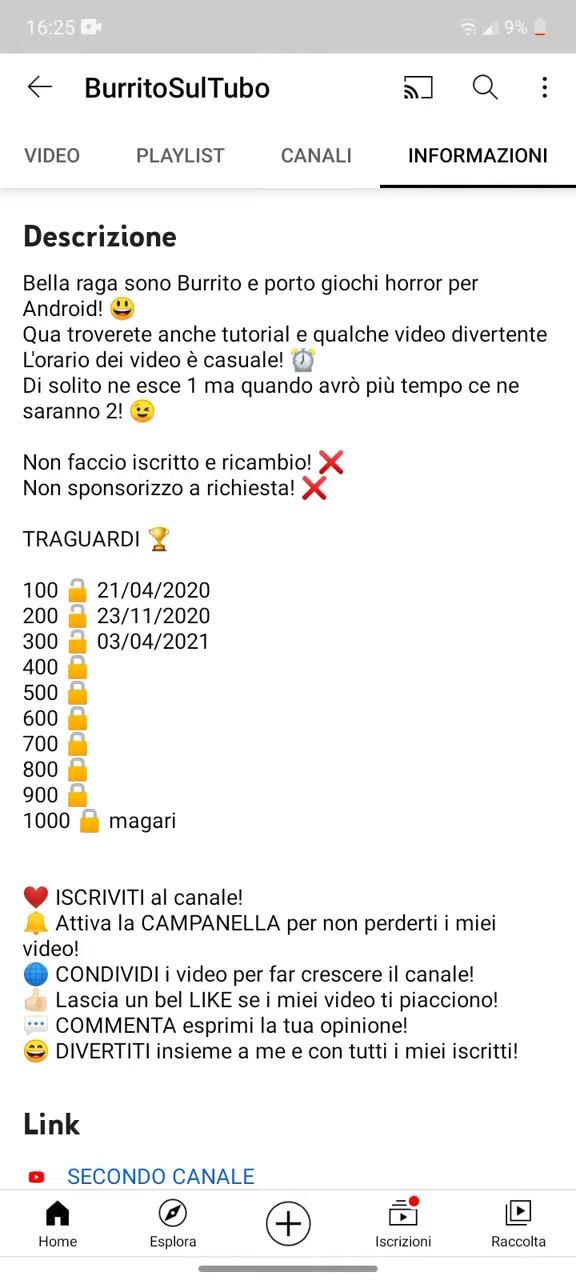 16:25 9%
BurritoSulTubo
VIDEO PLAYLIST CANALI INFORMAZIONI
Descrizione
Bella raga sono Burrito e porto giochi horror per
Android! 😃
Qua troverete anche tutorial e qualche video divertente
L'orario dei video è casuale! ⏰
Di solito ne esce 1 ma quando avrò più tempo ce ne
saranno 2! 😉
Non faccio iscritto e ricambio! ❌
Non sponsorizzo a richiesta! ❌
TRAGUARDI 🏆
100 🔓 21/04/2020
200 🔓 23/11/2020
300 🔓 03/04/2021
400 🔒
500 🔒
600 🔒
700 🔒
800 🔒
900 🔒
1000 🔒 magari
❤️ ISCRIVITI al canale!
🔔 Attiva la CAMPANELLA per non perderti i miei
video!
🌐 CONDIVIDI i video per far crescere il canale!
👍🏻 Lascia un bel LIKE se i miei video ti piacciono!
💬 COMMENTA esprimi la tua opinione!
😄 DIVERTITI insieme a me e con tutti i miei iscritti!
Link
SECONDO CANALE
Home Esplora Iscrizioni Raccolta